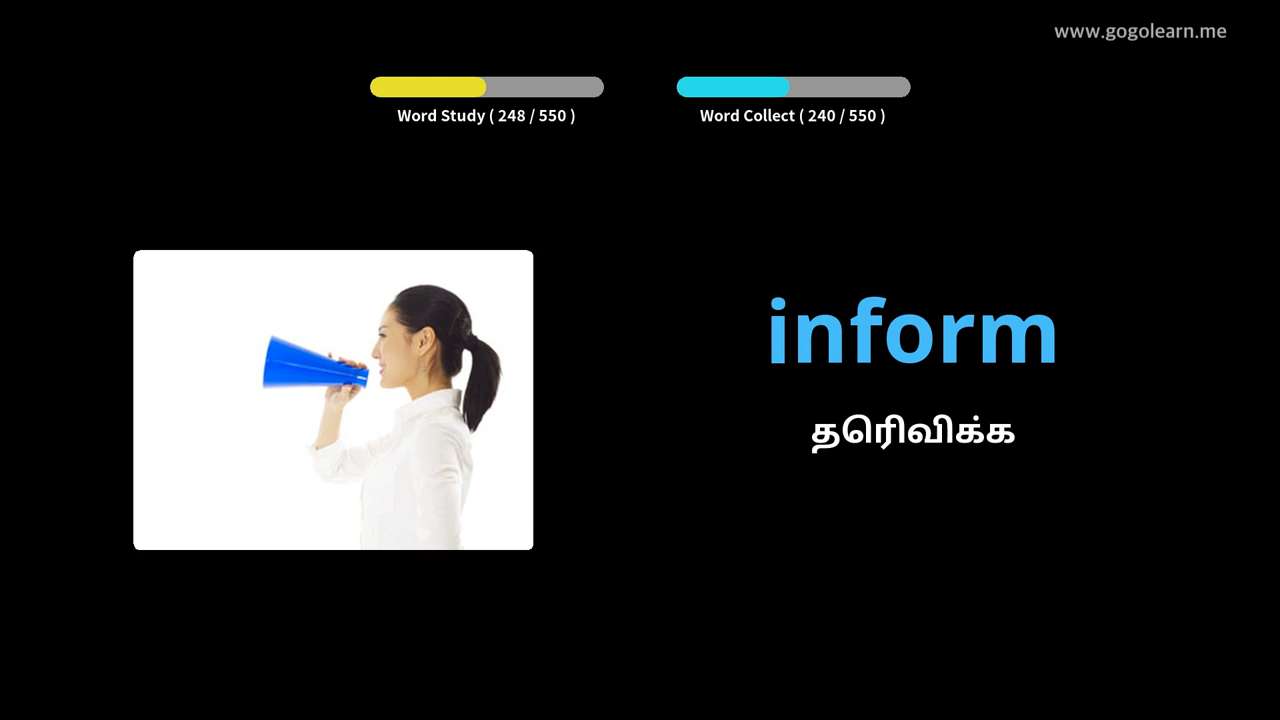 www.gogolearn.me
Word Study ( 248 / 550 )
Word Collect ( 240 / 550 )
inform
தெரிவிக்க